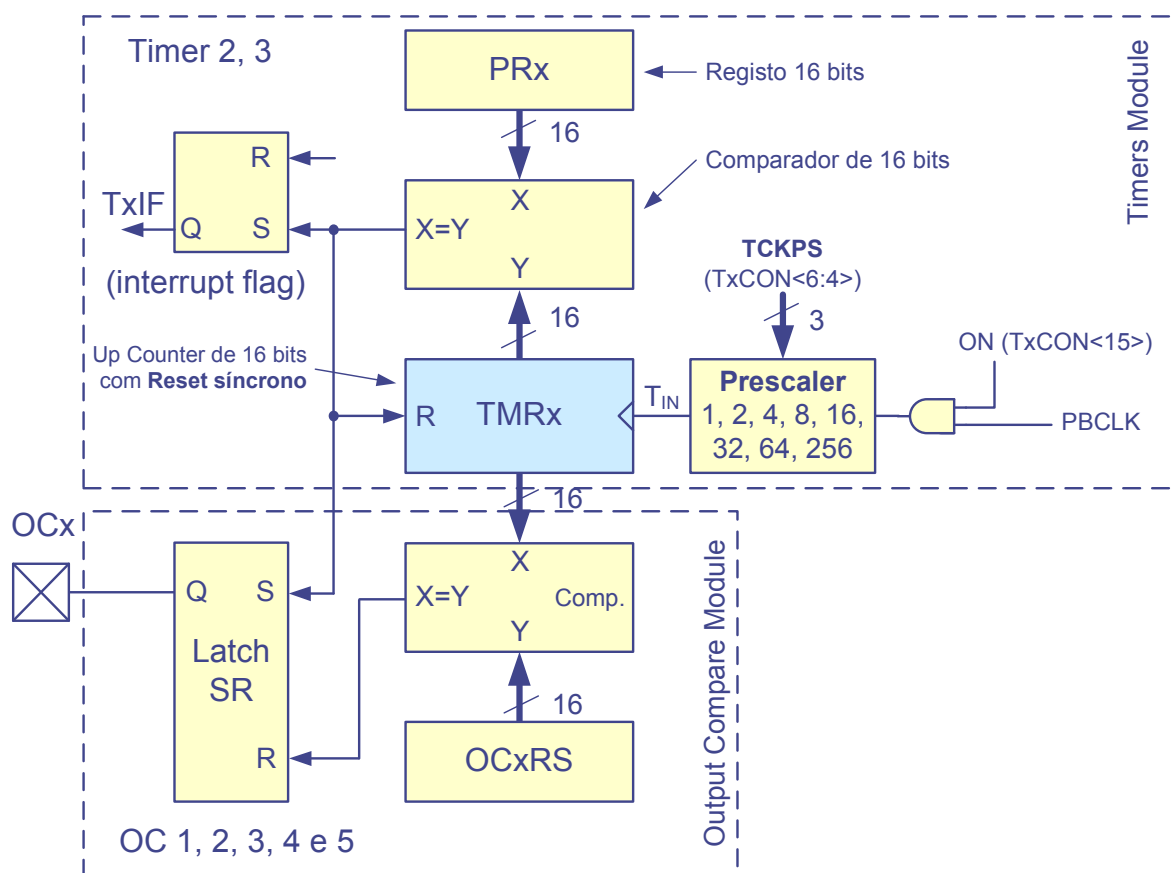 Timer 2, 3
PRx
Registo 16 bits
16
R
TxIF
Q
S
(interrupt flag)
X
X=Y
Y
Comparador de 16 bits
Timers Module
TCKPS
(TxCON<6:4>)
3
16
Up Counter de 16 bits
com Reset síncrono
R
TMRx
TIN
Prescaler
1, 2, 4, 8, 16,
32, 64, 256
ON (TxCON<15>)
PBCLK
16
OCx
Q
S
Latch
SR
R
X
X=Y
Comp.
Y
16
OCxRS
Output Compare Module
OC 1, 2, 3, 4 e 5